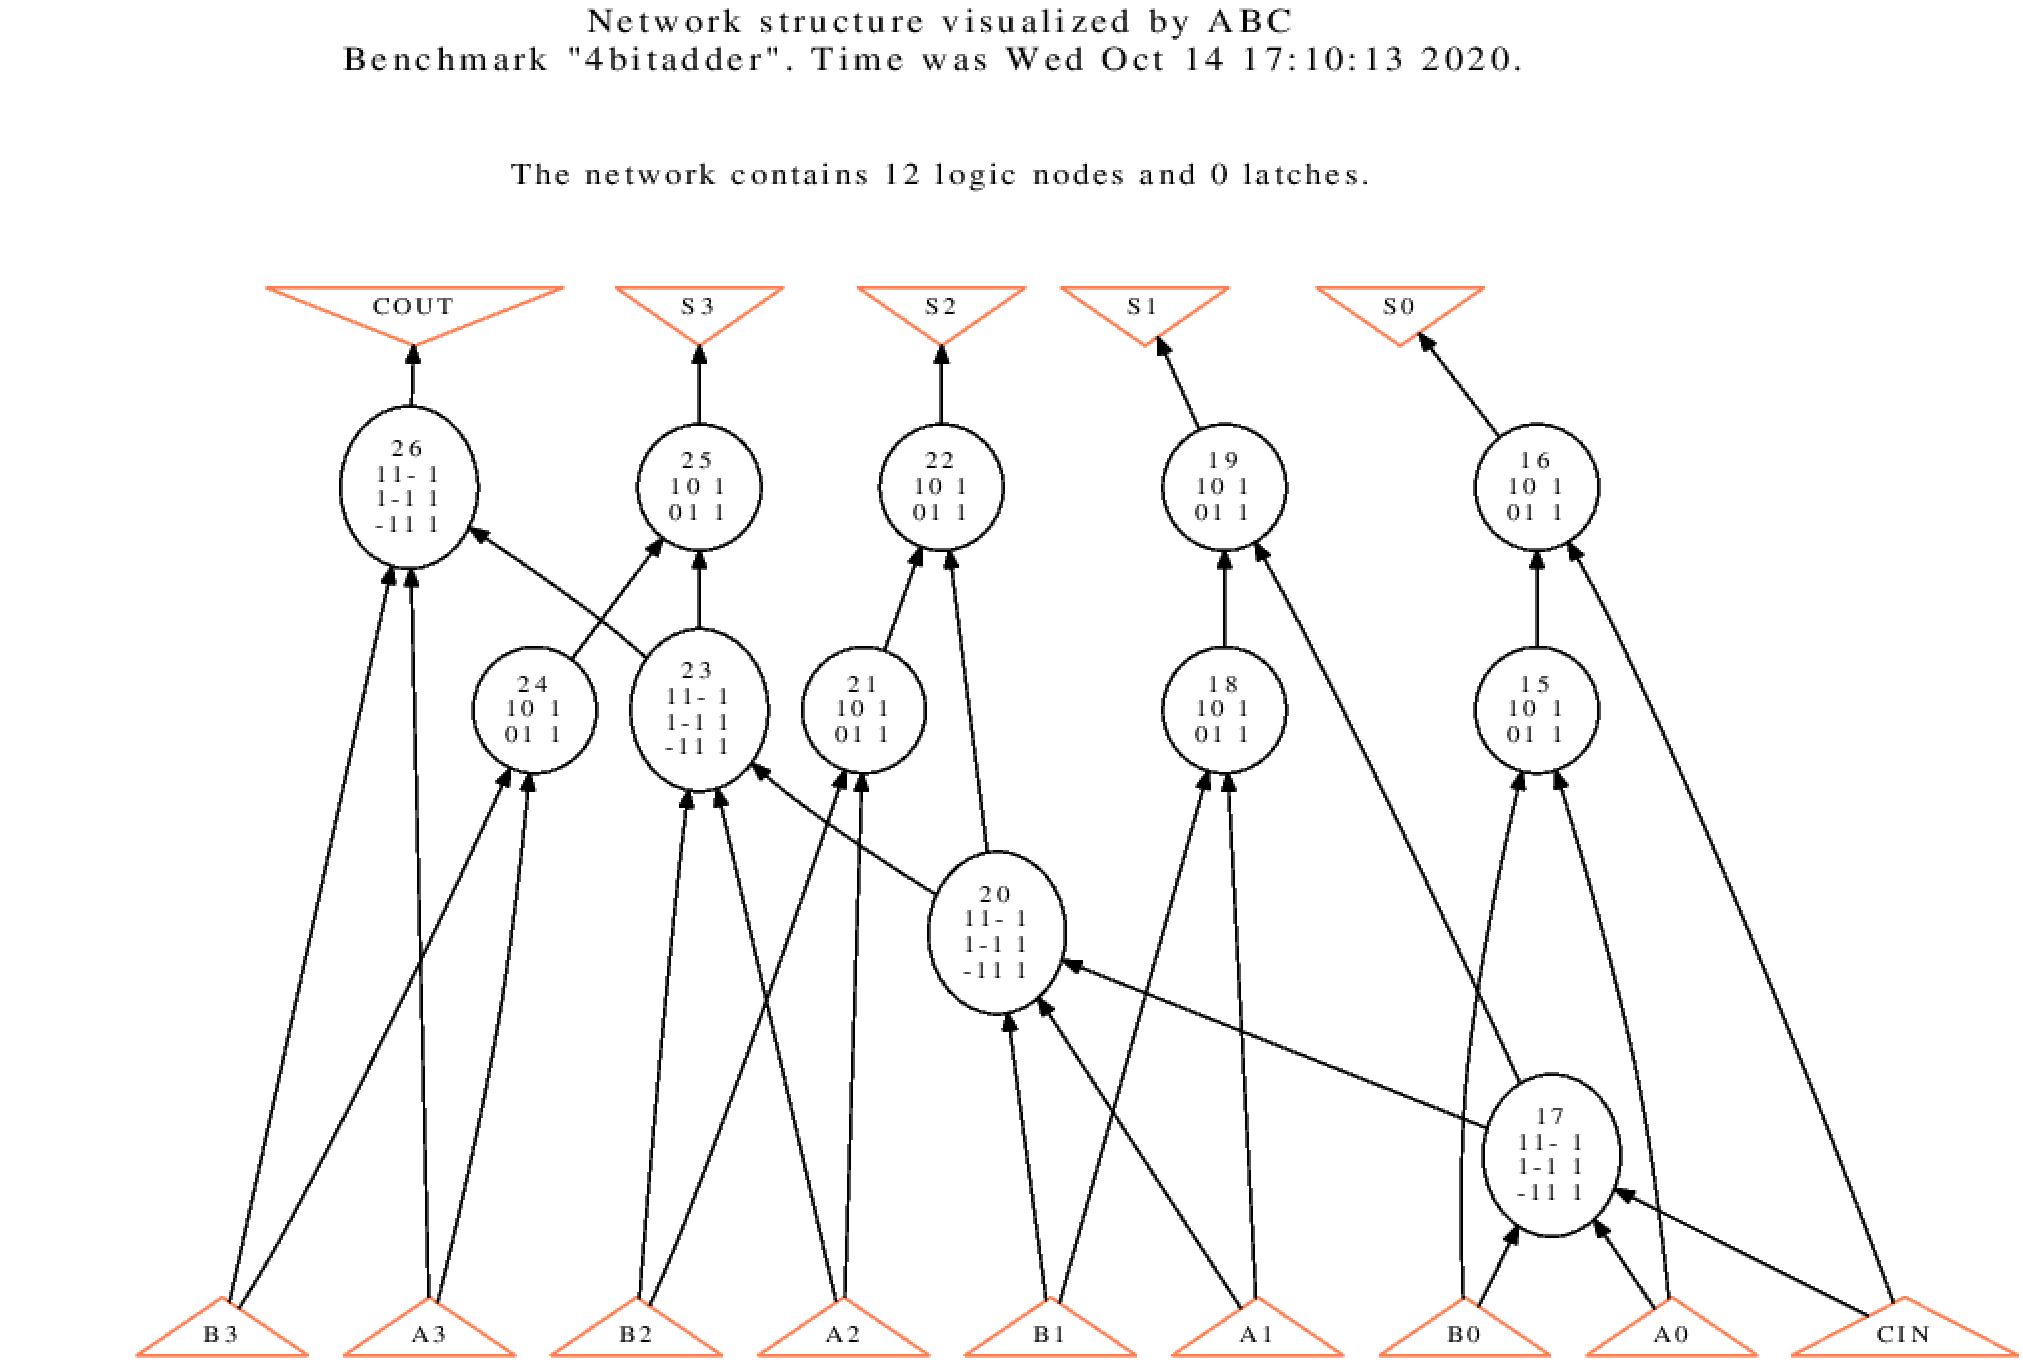 Network structure visualized by ABC
Benchmark "4bitadder". Time was Wed Oct 14 17:10:13 2020.
The network contains 12 logic nodes and 0 latches.
COUT
S3
S2
S1
S0
26
11- 1
1-1 1
-11 1
25
10 1
01 1
22
10 1
01 1
19
10 1
01 1
16
10 1
01 1
24
10 1
01 1
23
11- 1
1-1 1
-11 1
21
10 1
01 1
18
10 1
01 1
15
10 1
01 1
20
11- 1
1-1 1
-11 1
17
11- 1
1-1 1
-11 1
B3
A3
B2
A2
B1
A1
B0
A0
CIN